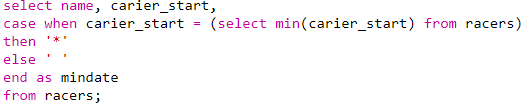 select name, carier_start,
case when carier_start = (select min(carier_start) from racers)
then '*'
else ' '
end as mindate
from racers;